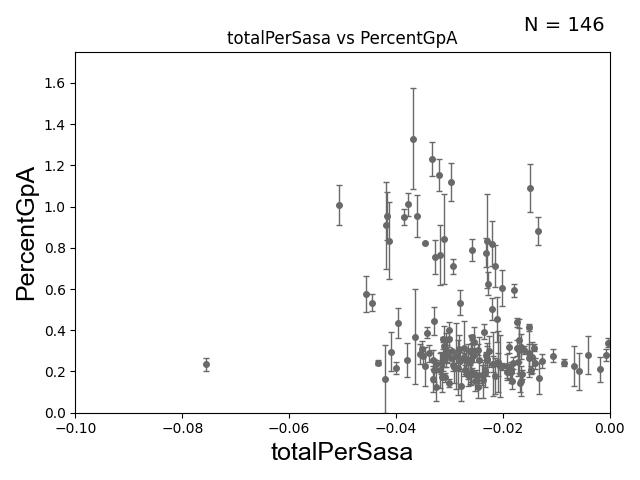 N = 146
totalPerSasa vs PercentGpA
PercentGpA
1.6
1.4
1.2
1.0
0.8
0.6
0.4
0.2
0.0
−0.10 −0.08 −0.06 −0.04 −0.02 0.00
totalPerSasa